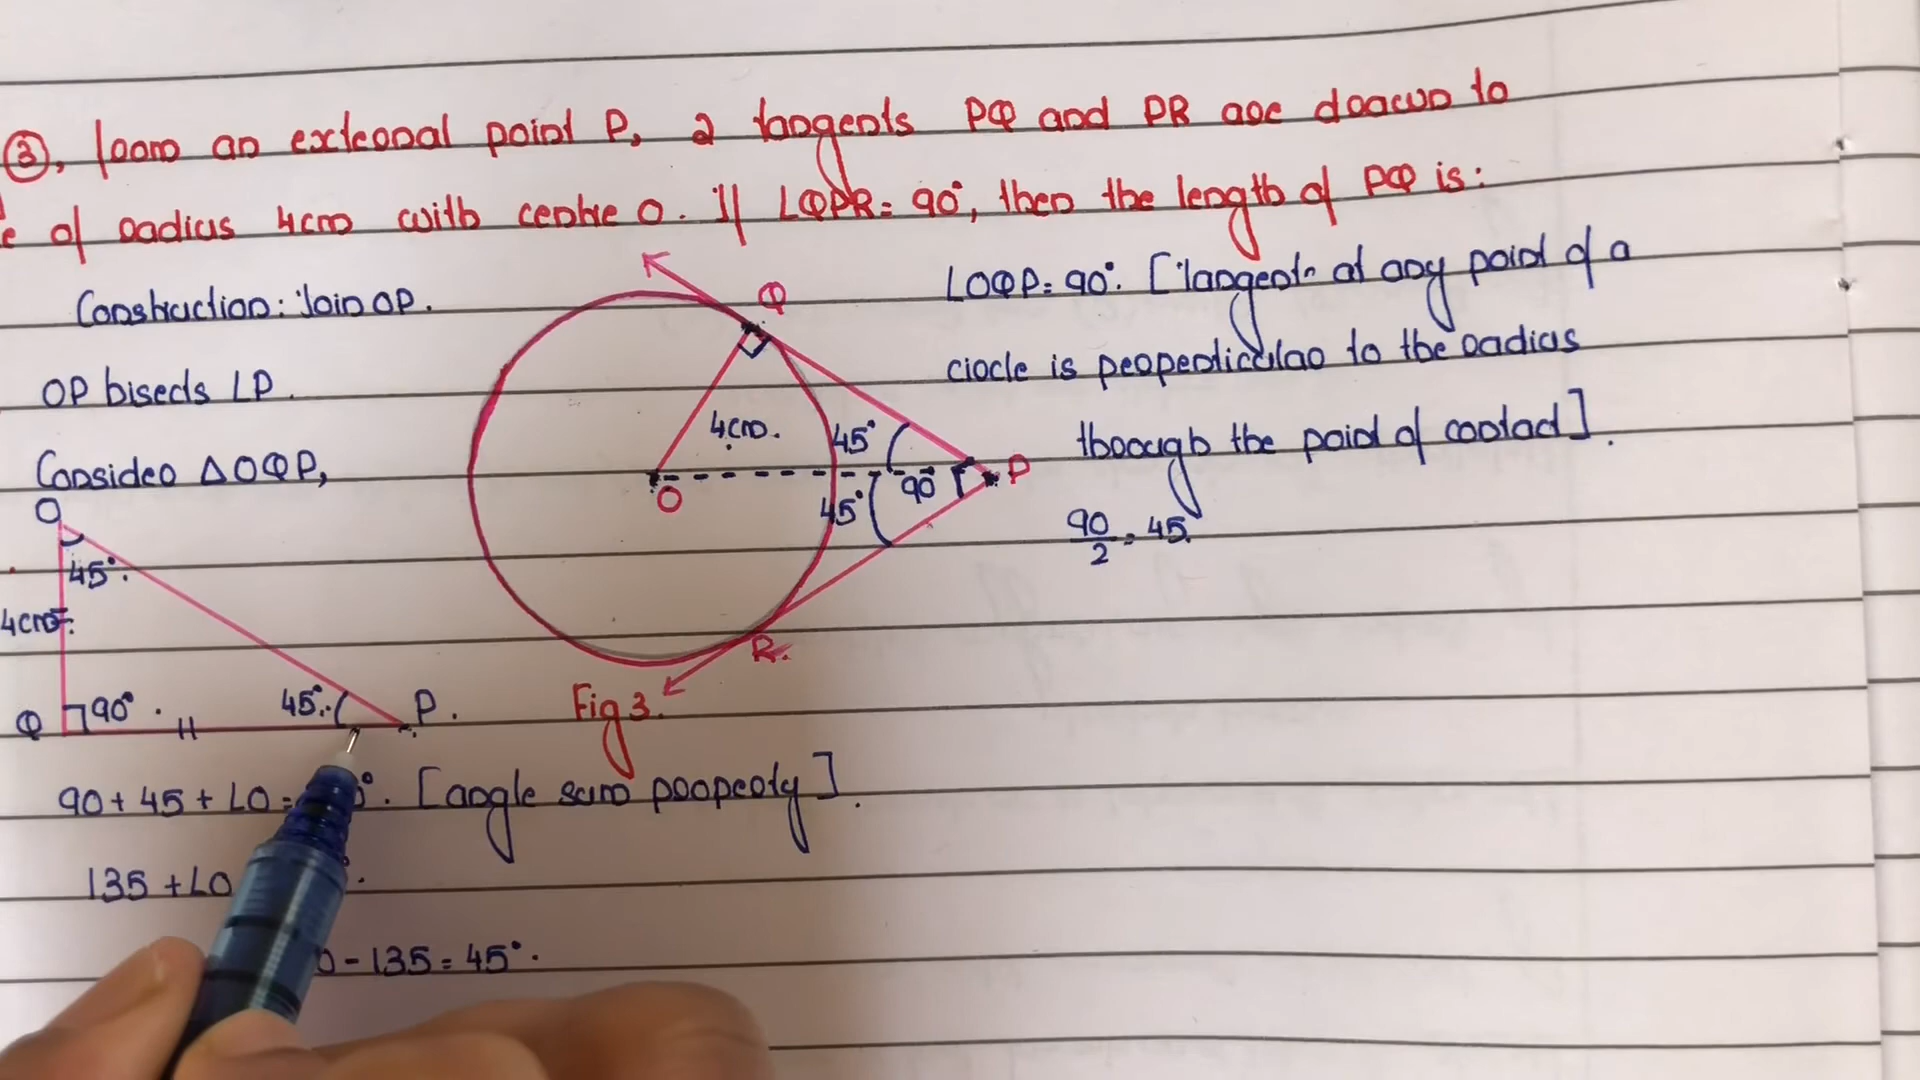 ③, from an external point P, 2 tangents PQ and PR are drawn to
e of radius 4cm with centre O. If ∠QPR = 90°, then the length of PQ is:
Construction: Join OP.
OP bisects ∠P.
Consider △OQP,
∠OQP = 90°. [Tangent at any point of a
circle is perpendicular to the radius
through the point of contact].
90/2 = 45.
Q
4cm.
45°
45°
90
O
P
R.
Fig 3.
O
45°.
4cm.
Q
90°.
45°.
P.
90 + 45 + ∠O = °. [angle sum property].
135 + ∠O .
0 - 135 = 45°.